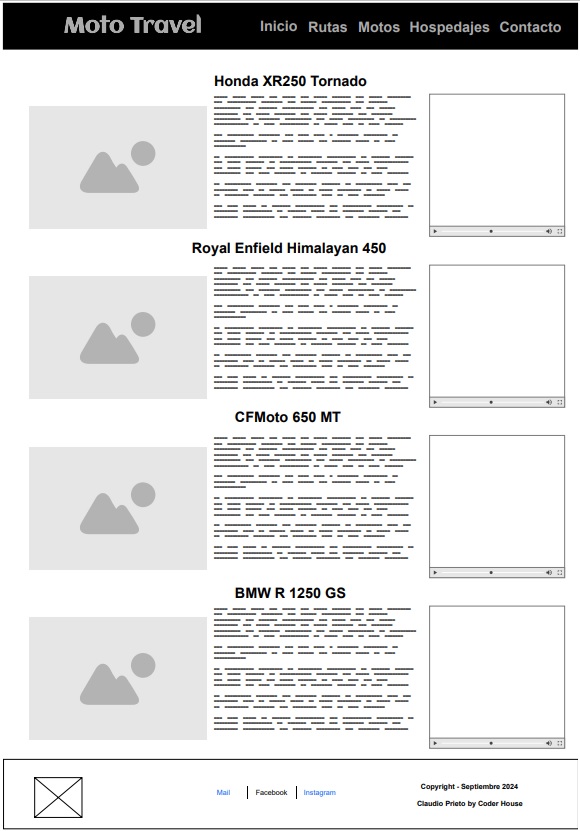 Moto Travel
Inicio Rutas Motos Hospedajes Contacto
Honda XR250 Tornado
Royal Enfield Himalayan 450
CFMoto 650 MT
BMW R 1250 GS
Mail Facebook Instagram
Copyright - Septiembre 2024
Claudio Prieto by Coder House